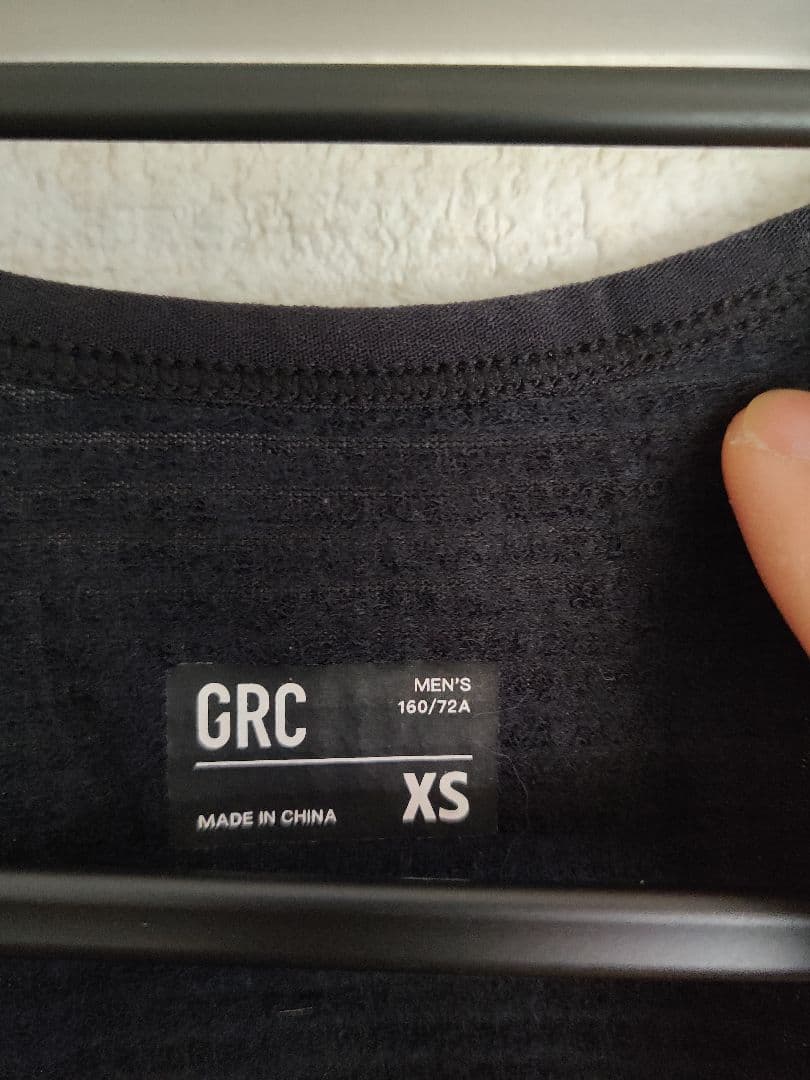 GRC
MEN'S
160/72A
XS
MADE IN CHINA